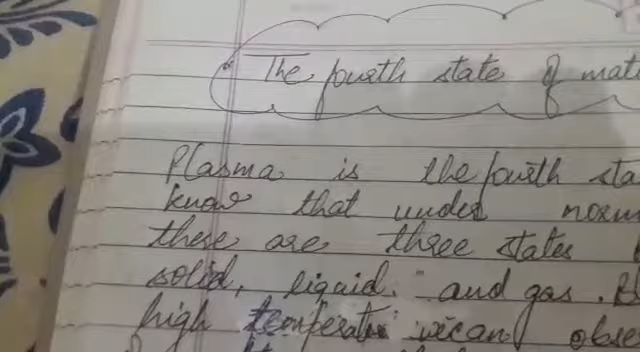 The fourth state of mat
Plasma is the fourth sta
know that under norm
there are three states
solid, liquid, and gas. B
high temperatu we can obse